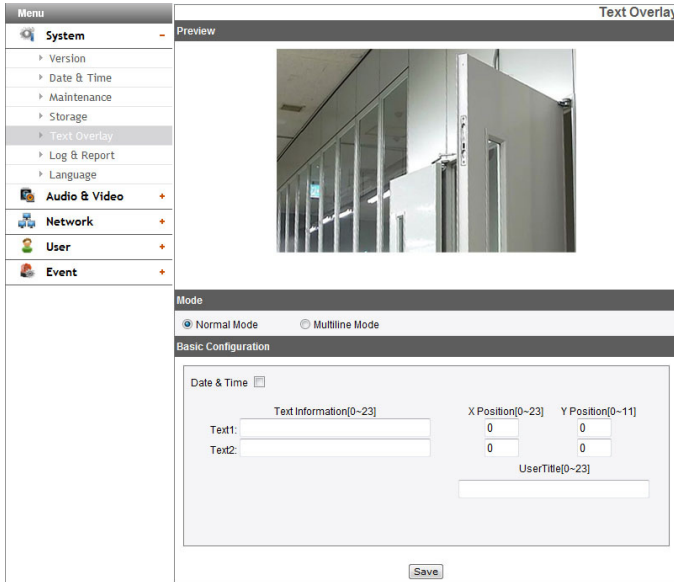 Menu
Text Overlay
System -
Version
Date & Time
Maintenance
Storage
Text Overlay
Log & Report
Language
Audio & Video +
Network +
User +
Event +
Preview
Mode
Normal Mode Multiline Mode
Basic Configuration
Date & Time
Text Information[0~23] X Position[0~23] Y Position[0~11]
Text1: 0 0
Text2: 0 0
UserTitle[0~23]
Save